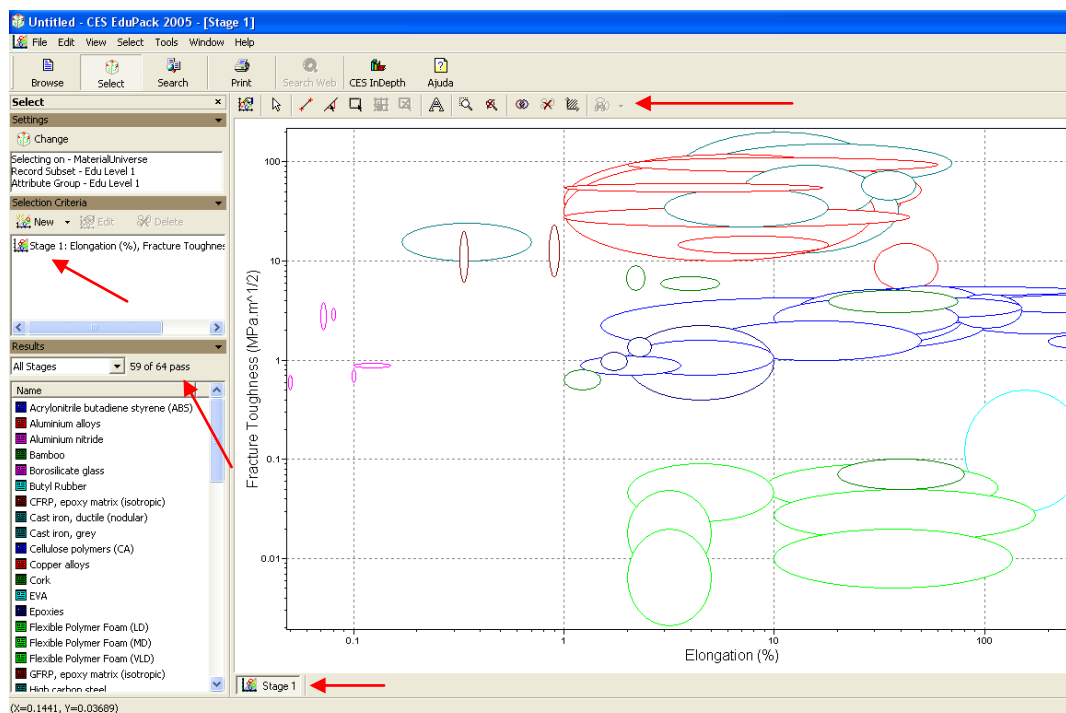 Untitled - CES EduPack 2005 - [Stage 1]
File Edit View Select Tools Window Help
Browse Select Search Print Search Web CES InDepth Ajuda
Select
Settings
Change
Selecting on - MaterialUniverse
Record Subset - Edu Level 1
Attribute Group - Edu Level 1
Selection Criteria
New Edit Delete
Stage 1: Elongation (%), Fracture Toughnes
Results
All Stages 59 of 64 pass
Name
Acrylonitrile butadiene styrene (ABS)
Aluminium alloys
Aluminium nitride
Bamboo
Borosilicate glass
Butyl Rubber
CFRP, epoxy matrix (isotropic)
Cast iron, ductile (nodular)
Cast iron, grey
Cellulose polymers (CA)
Copper alloys
Cork
EVA
Epoxies
Flexible Polymer Foam (LD)
Flexible Polymer Foam (MD)
Flexible Polymer Foam (VLD)
GFRP, epoxy matrix (isotropic)
High carbon steel
Fracture Toughness (MPa.m^1/2)
100
10
1
0.1
0.01
0.1 1 10 100
Elongation (%)
Stage 1
(X=0.1441, Y=0.03689)